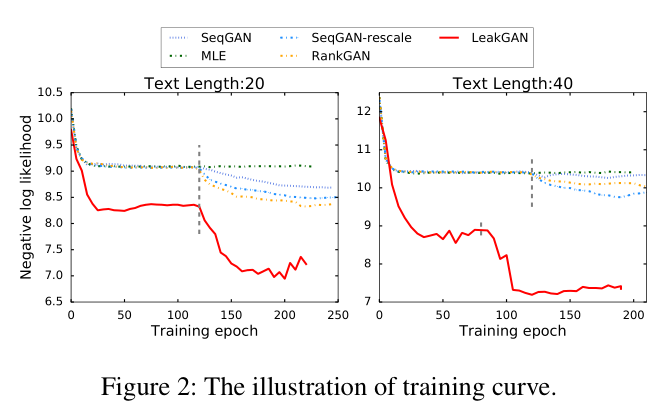 SeqGAN SeqGAN-rescale LeakGAN
MLE RankGAN
Text Length:20 Text Length:40
10.5
10.0
9.5
9.0
8.5
8.0
7.5
7.0
6.5
Negative log likelihood
0 50 100 150 200 250
Training epoch
12
11
10
9
8
7
0 50 100 150 200
Training epoch
Figure 2: The illustration of training curve.